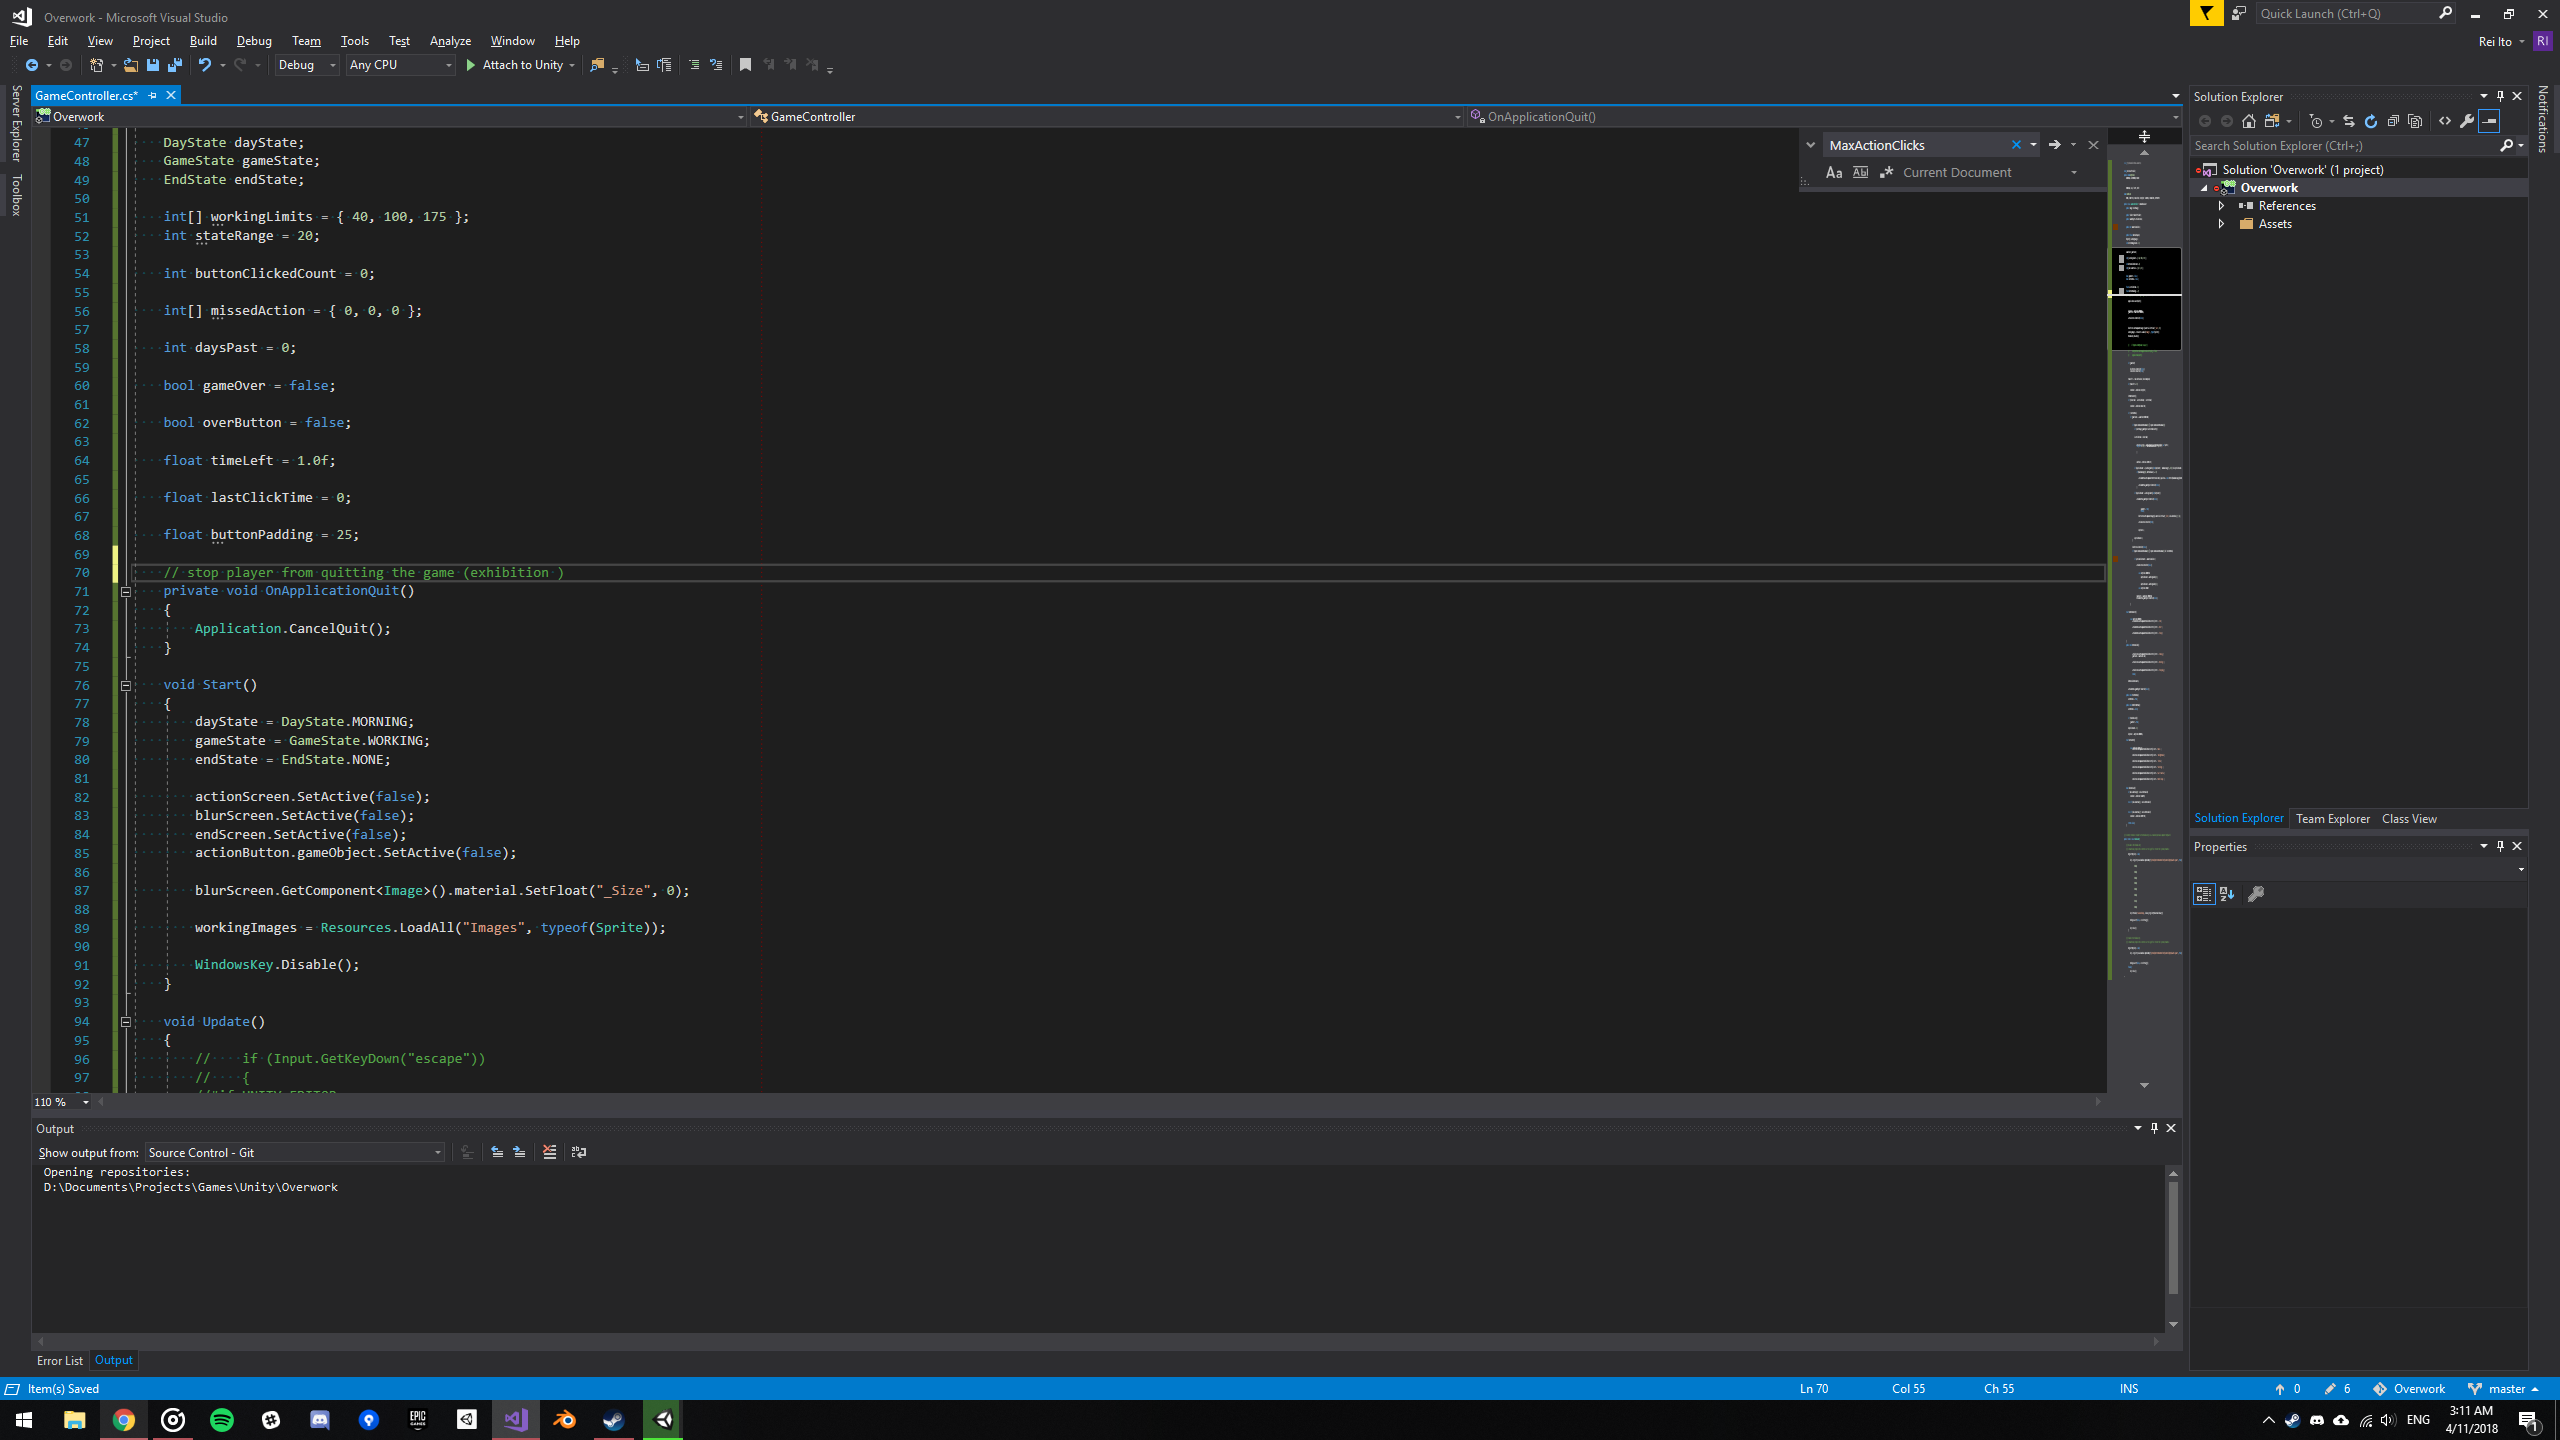 Overwork - Microsoft Visual Studio
Quick Launch (Ctrl+Q)
File Edit View Project Build Debug Team Tools Test Analyze Window Help
Rei Ito RI
Debug Any CPU Attach to Unity
Server Explorer
Toolbox
GameController.cs*
Overwork GameController OnApplicationQuit()
MaxActionClicks
Aa Current Document
47 DayState dayState;
48 GameState gameState;
49 EndState endState;
50
51 int[] workingLimits = { 40, 100, 175 };
52 int stateRange = 20;
53
54 int buttonClickedCount = 0;
55
56 int[] missedAction = { 0, 0, 0 };
57
58 int daysPast = 0;
59
60 bool gameOver = false;
61
62 bool overButton = false;
63
64 float timeLeft = 1.0f;
65
66 float lastClickTime = 0;
67
68 float buttonPadding = 25;
69
70 // stop player from quitting the game (exhibition )
71 private void OnApplicationQuit()
72 {
73 Application.CancelQuit();
74 }
75
76 void Start()
77 {
78 dayState = DayState.MORNING;
79 gameState = GameState.WORKING;
80 endState = EndState.NONE;
81
82 actionScreen.SetActive(false);
83 blurScreen.SetActive(false);
84 endScreen.SetActive(false);
85 actionButton.gameObject.SetActive(false);
86
87 blurScreen.GetComponent<Image>().material.SetFloat("_Size", 0);
88
89 workingImages = Resources.LoadAll("Images", typeof(Sprite));
90
91 WindowsKey.Disable();
92 }
93
94 void Update()
95 {
96 // if (Input.GetKeyDown("escape"))
97 // {
110 %
Solution Explorer
Search Solution Explorer (Ctrl+;)
Solution 'Overwork' (1 project)
Overwork
References
Assets
Solution Explorer Team Explorer Class View
Properties
Notifications
Output
Show output from: Source Control - Git
Opening repositories:
D:\Documents\Projects\Games\Unity\Overwork
Error List Output
Item(s) Saved Ln 70 Col 55 Ch 55 INS 0 6 Overwork master
EPIC GAMES
ENG
3:11 AM
4/11/2018
1